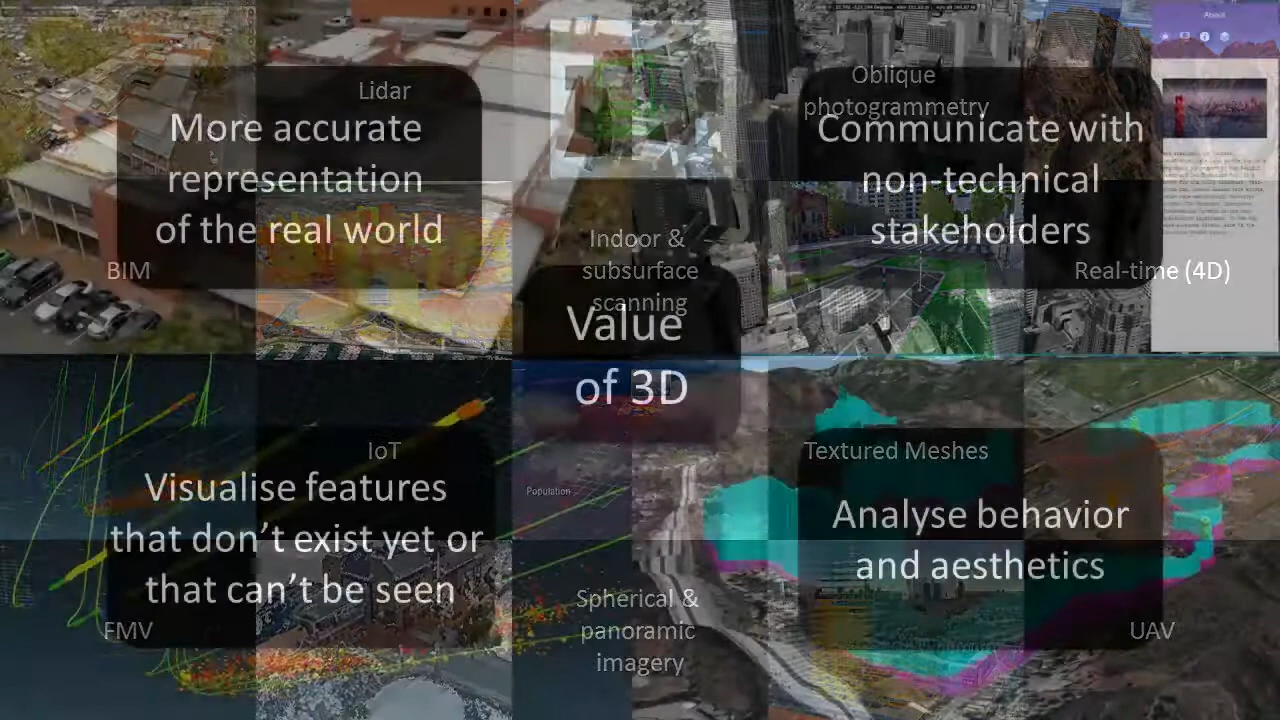 About
Lidar
More accurate
representation
of the real world
Oblique
photogrammetry
Communicate with
non-technical
stakeholders
BIM
Indoor &
subsurface
scanning
Real-time (4D)
Value
of 3D
IoT
Visualise features
that don’t exist yet or
that can’t be seen
Population
Textured Meshes
Analyse behavior
and aesthetics
FMV
Spherical &
panoramic
imagery
UAV